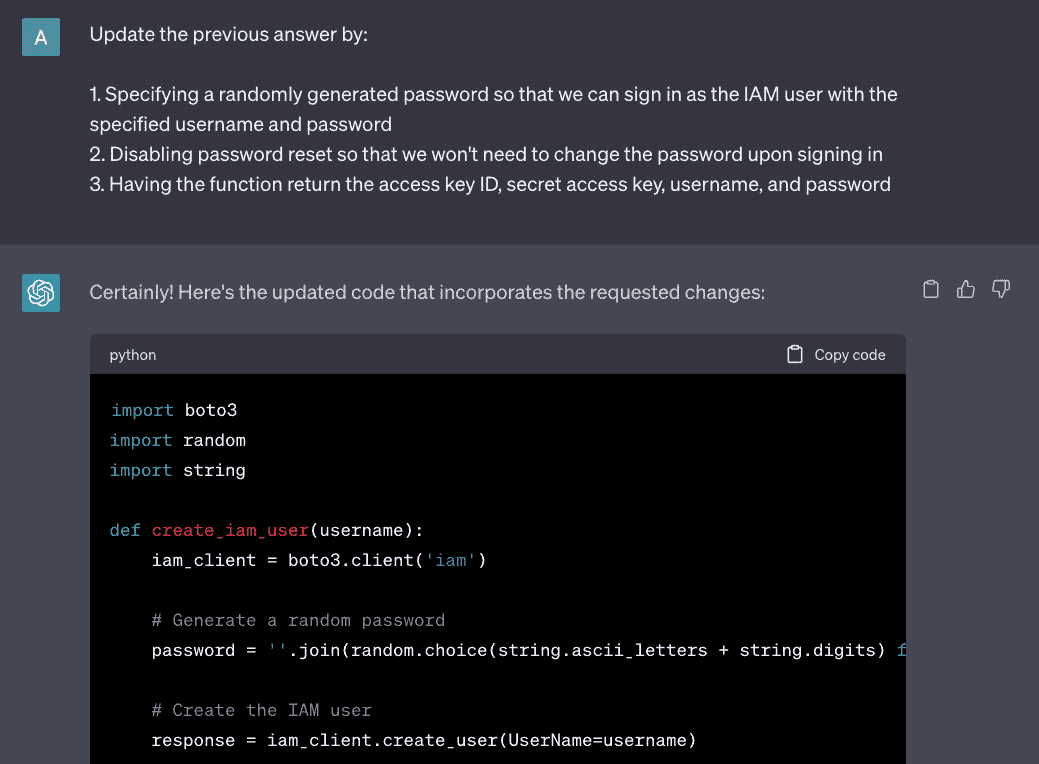 A
Update the previous answer by:
1. Specifying a randomly generated password so that we can sign in as the IAM user with the
specified username and password
2. Disabling password reset so that we won't need to change the password upon signing in
3. Having the function return the access key ID, secret access key, username, and password
Certainly! Here's the updated code that incorporates the requested changes:
python Copy code
import boto3
import random
import string
def create_iam_user(username):
iam_client = boto3.client('iam')
# Generate a random password
password = ''.join(random.choice(string.ascii_letters + string.digits) f
# Create the IAM user
response = iam_client.create_user(UserName=username)